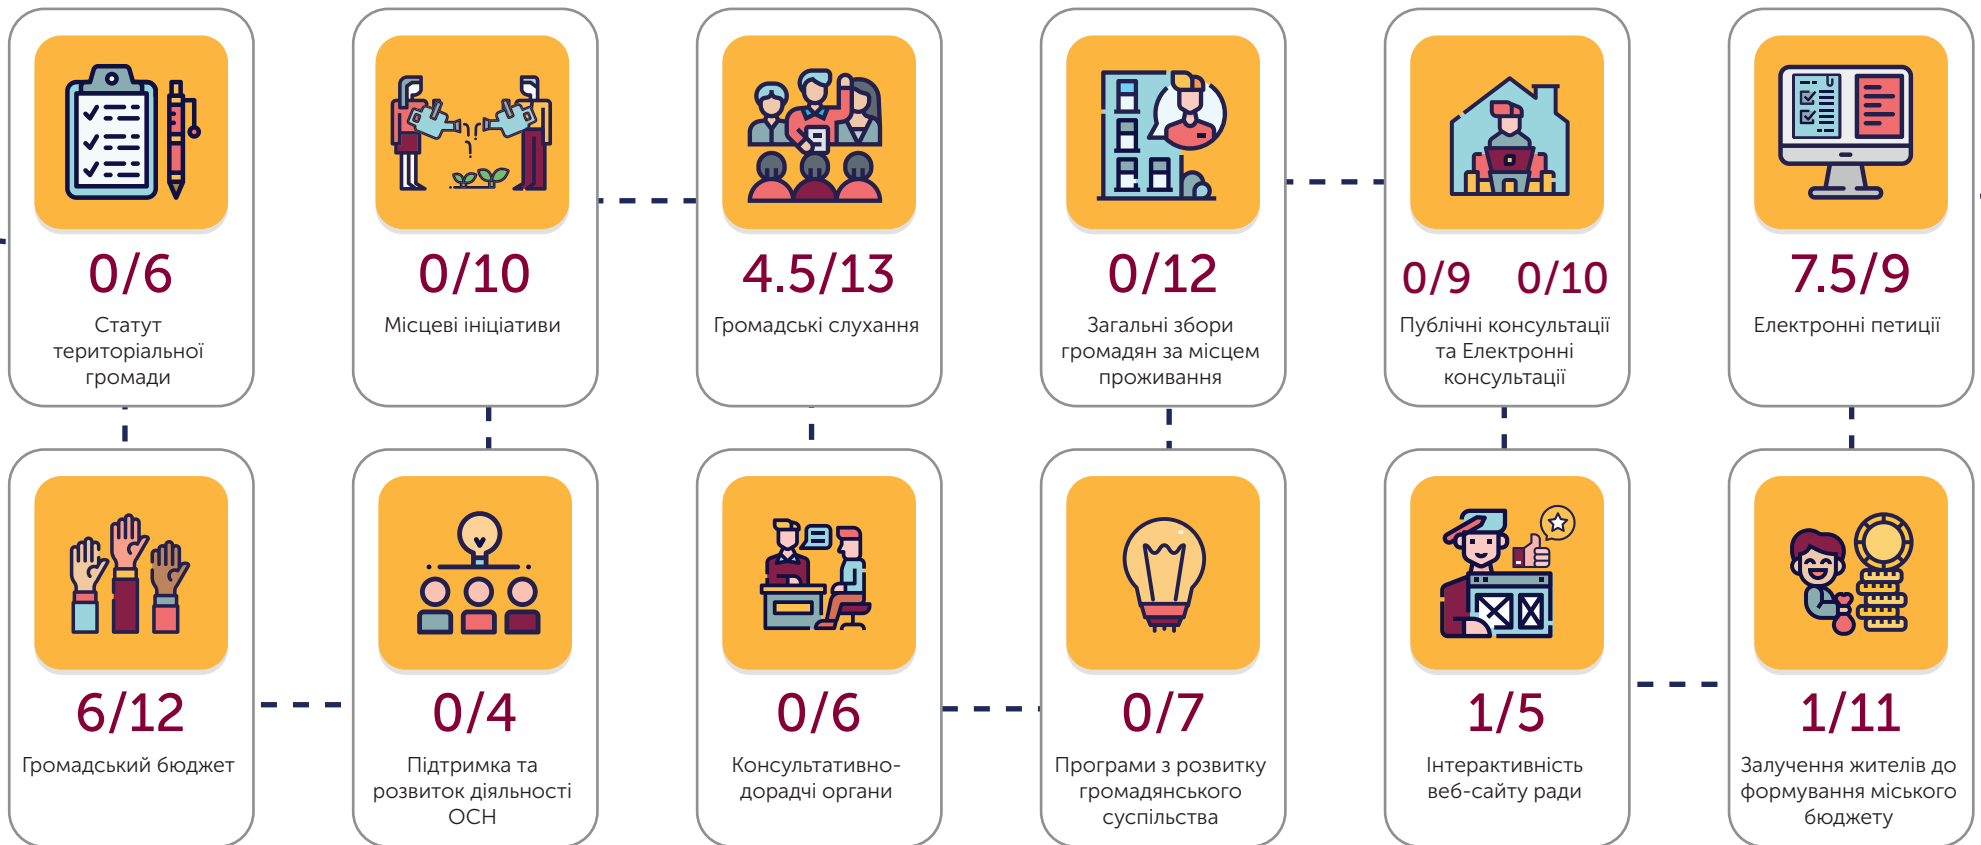 0/6
Статут
територіальної
громади
0/10
Місцеві ініціативи
4.5/13
Громадські слухання
0/12
Загальні збори
громадян за місцем
проживання
0/9 0/10
Публічні консультації
та Електронні
консультації
7.5/9
Електронні петиції
6/12
Громадський бюджет
0/4
Підтримка та
розвиток діяльності
ОСН
0/6
Консультативно-
дорадчі органи
0/7
Програми з розвитку
громадянського
суспільства
1/5
Інтерактивність
веб-сайту ради
1/11
Залучення жителів до
формування міського
бюджету